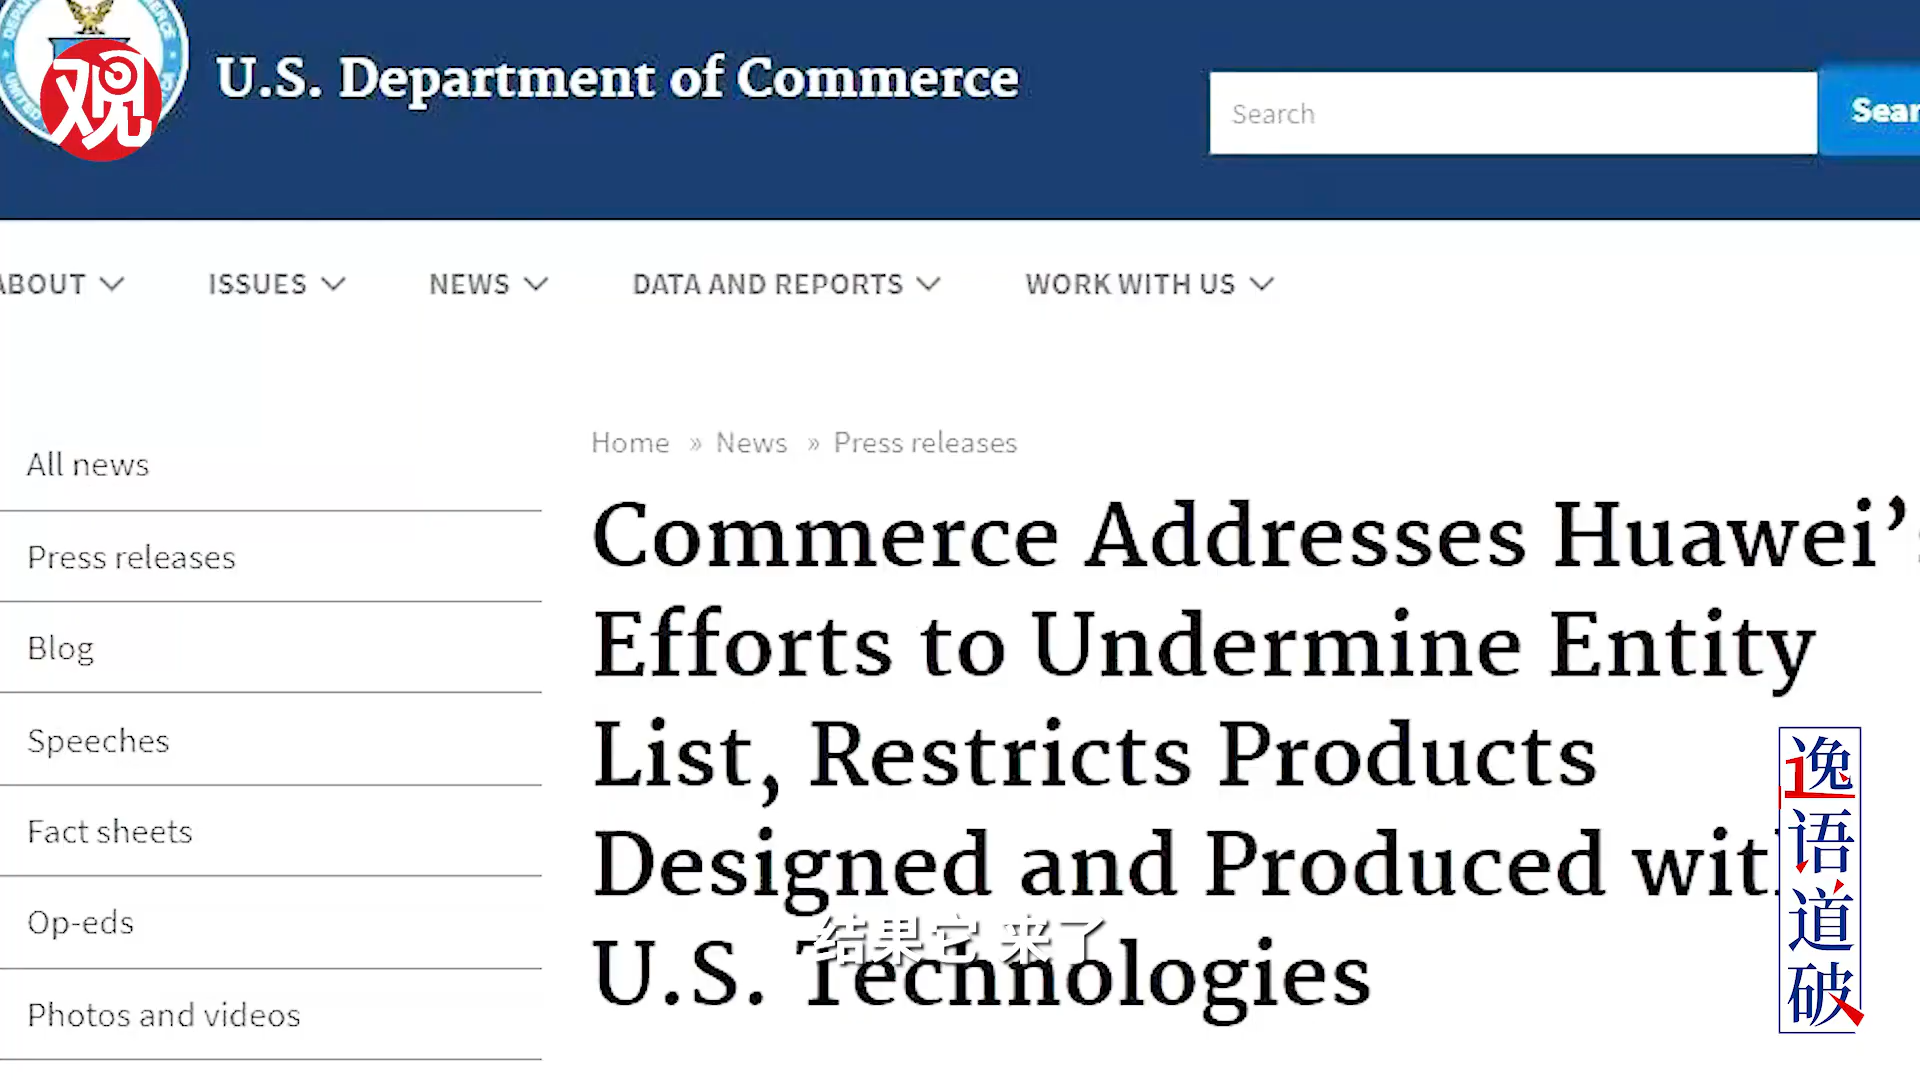 观
U.S. Department of Commerce
Search
Sear
ABOUT
ISSUES
NEWS
DATA AND REPORTS
WORK WITH US
Home » News » Press releases
All news
Press releases
Blog
Speeches
Fact sheets
Op-eds
Photos and videos
Commerce Addresses Huawei’s
Efforts to Undermine Entity
List, Restricts Products
Designed and Produced wit
U.S. Technologies
结果它 来了
逸语道破